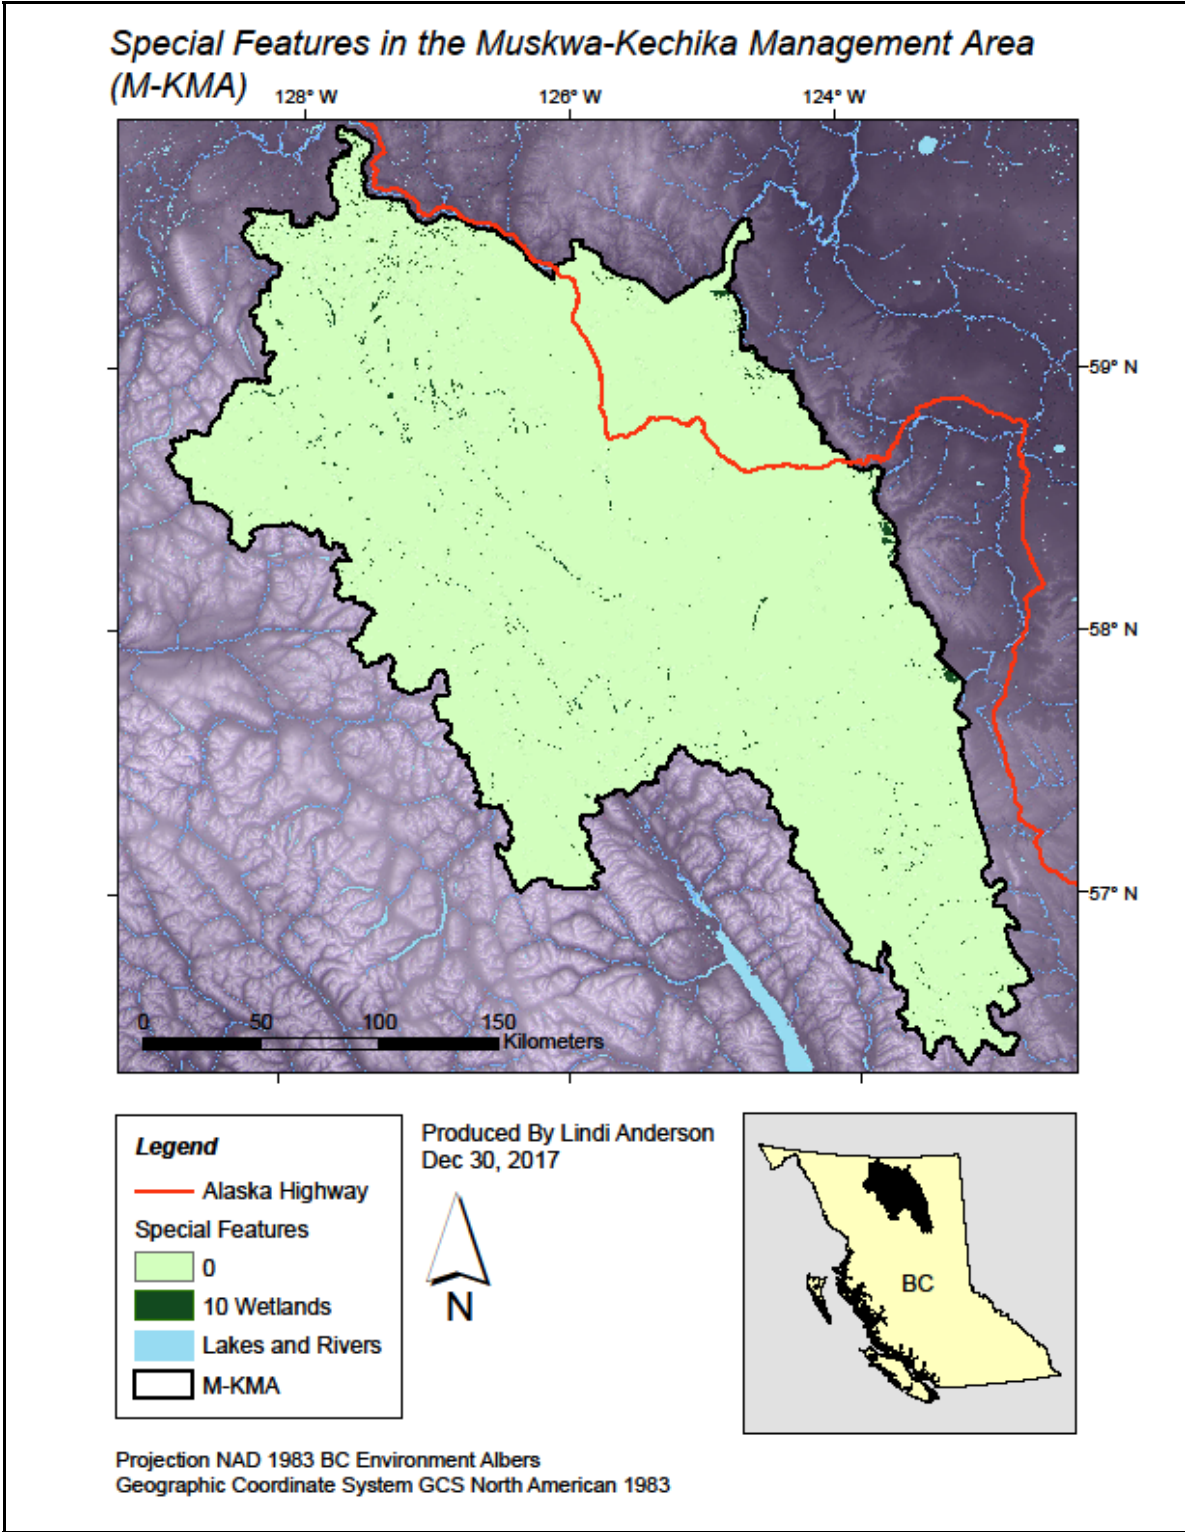 Special Features in the Muskwa-Kechika Management Area
(M-KMA)
128° W
126° W
124° W
59° N
58° N
57° N
0
50
100
150
Kilometers
Legend
Alaska Highway
Special Features
0
10 Wetlands
Lakes and Rivers
M-KMA
Produced By Lindi Anderson
Dec 30, 2017
N
BC
Projection NAD 1983 BC Environment Albers
Geographic Coordinate System GCS North American 1983